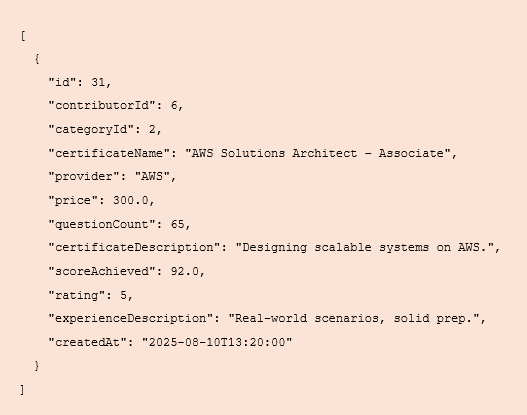 [
  {
    "id": 31,
    "contributorId": 6,
    "categoryId": 2,
    "certificateName": "AWS Solutions Architect – Associate",
    "provider": "AWS",
    "price": 300.0,
    "questionCount": 65,
    "certificateDescription": "Designing scalable systems on AWS.",
    "scoreAchieved": 92.0,
    "rating": 5,
    "experienceDescription": "Real-world scenarios, solid prep.",
    "createdAt": "2025-08-10T13:20:00"
  }
]